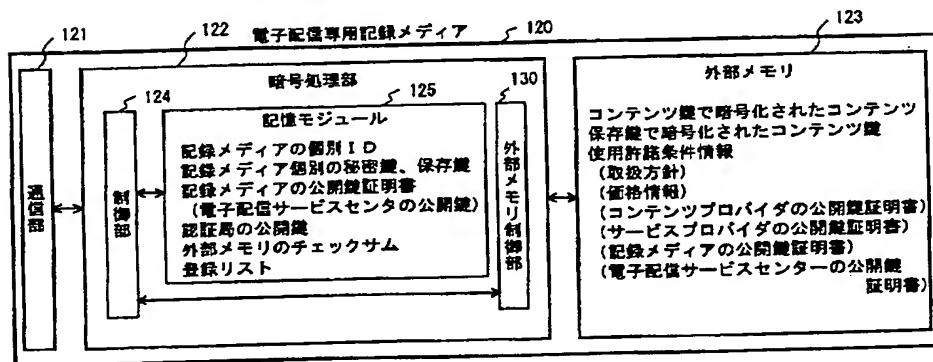 121
122
電子配信専用記録メディア
120
123
通信部
暗号処理部
124
125
130
制御部
記憶モジュール
記録メディアの個別ID
記録メディア個別の秘密鍵、保存鍵
記録メディアの公開鍵証明書
(電子配信サービスセンタの公開鍵)
認証局の公開鍵
外部メモリのチェックサム
登録リスト
外部メモリ制御部
外部メモリ
コンテンツ鍵で暗号化されたコンテンツ
保存鍵で暗号化されたコンテンツ鍵
使用許諾条件情報
(取扱方針)
(価格情報)
(コンテンツプロバイダの公開鍵証明書)
(サービスプロバイダの公開鍵証明書)
(記録メディアの公開鍵証明書)
(電子配信サービスセンターの公開鍵
証明書)